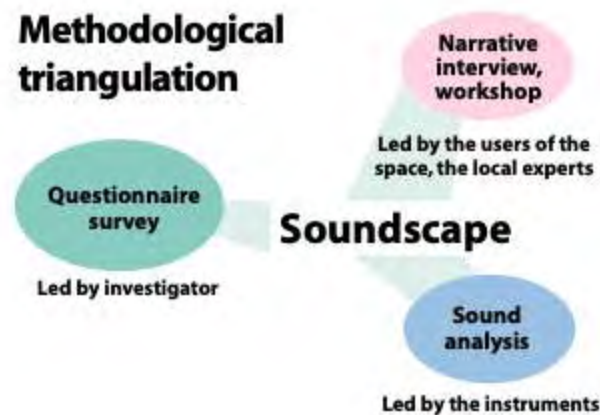 Methodological
triangulation
Narrative
interview,
workshop
Led by the users of the
space, the local experts
Questionnaire
survey
Led by investigator
Soundscape
Sound
analysis
Led by the instruments